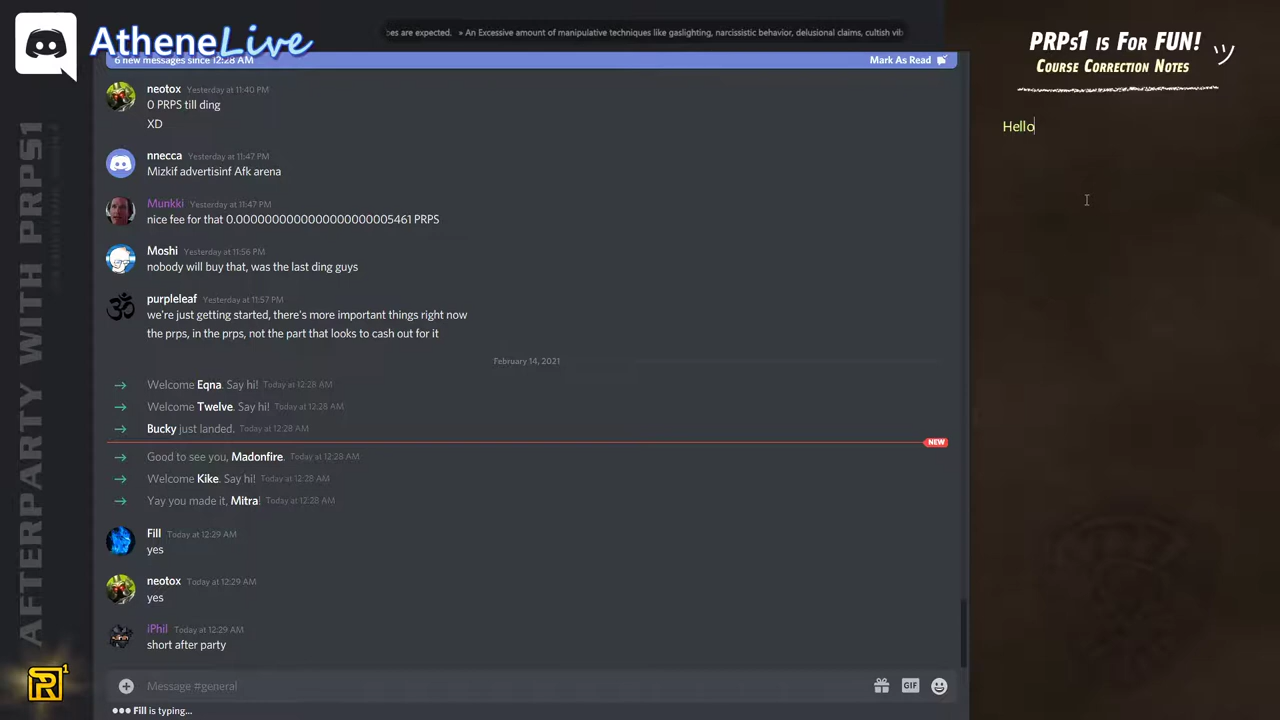 AtheneLive
es are expected. » An Excessive amount of manipulative techniques like gaslighting, narcissistic behavior, delusional claims, cultish vib
PRPs1 is For FUN! ツ
Course Correction Notes
Hello
AFTERPARTY WITH PRPS1
6 new messages since 12:28 AM Mark As Read
neotox Yesterday at 11:40 PM
0 PRPS till ding
XD
nnecca Yesterday at 11:47 PM
Mizkif advertisinf Afk arena
Munkki Yesterday at 11:47 PM
nice fee for that 0.0000000000000000000000005461 PRPS
Moshi Yesterday at 11:56 PM
nobody will buy that, was the last ding guys
purpleleaf Yesterday at 11:57 PM
we're just getting started, there's more important things right now
the prps, in the prps, not the part that looks to cash out for it
February 14, 2021
Welcome Eqna. Say hi! Today at 12:28 AM
Welcome Twelve. Say hi! Today at 12:28 AM
Bucky just landed. Today at 12:28 AM
NEW
Good to see you, Madonfire. Today at 12:28 AM
Welcome Kike. Say hi! Today at 12:28 AM
Yay you made it, Mitra! Today at 12:28 AM
Fill Today at 12:29 AM
yes
neotox Today at 12:29 AM
yes
iPhil Today at 12:29 AM
short after party
Message #general GIF
Fill is typing...
R1